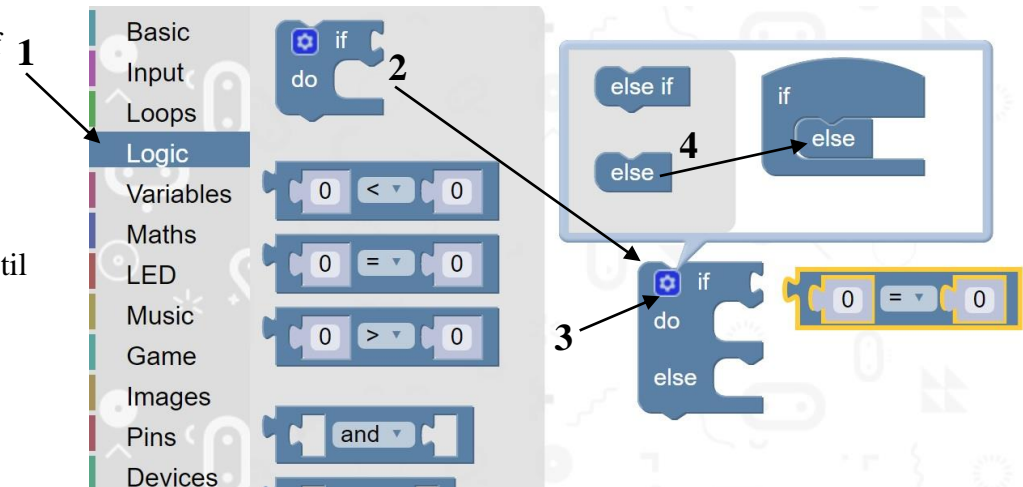 1
Basic
Input
Loops
Logic
Variables
Maths
til
LED
Music
Game
Images
Pins
Devices
if
do
2
0 < 0
0 = 0
0 > 0
and
else if
else
4
if
else
3
if
do
else
0 = 0